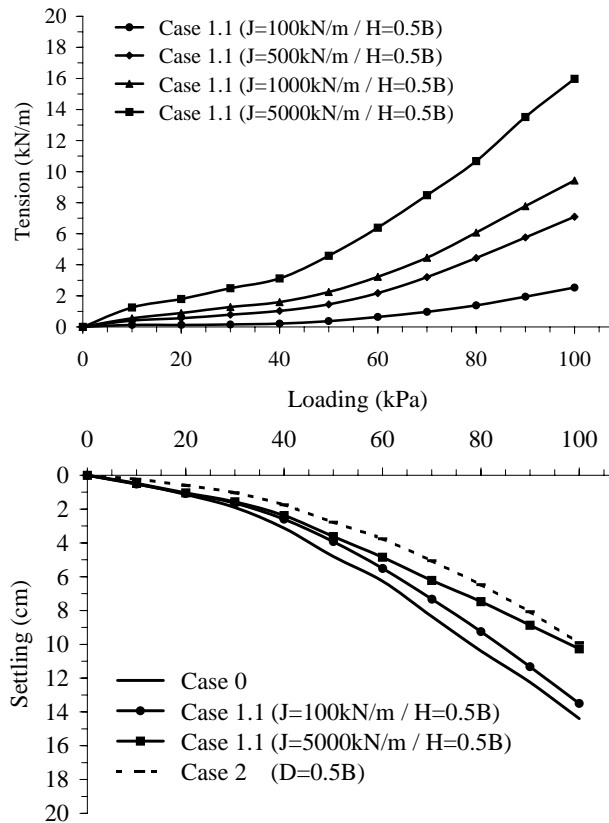 20
18
16
14
12
10
8
6
4
2
0
Tension (kN/m)
Case 1.1 (J=100kN/m / H=0.5B)
Case 1.1 (J=500kN/m / H=0.5B)
Case 1.1 (J=1000kN/m / H=0.5B)
Case 1.1 (J=5000kN/m / H=0.5B)
0 20 40 60 80 100
Loading (kPa)
0 20 40 60 80 100
0
2
4
6
8
10
12
14
16
18
20
Settling (cm)
Case 0
Case 1.1 (J=100kN/m / H=0.5B)
Case 1.1 (J=5000kN/m / H=0.5B)
Case 2 (D=0.5B)